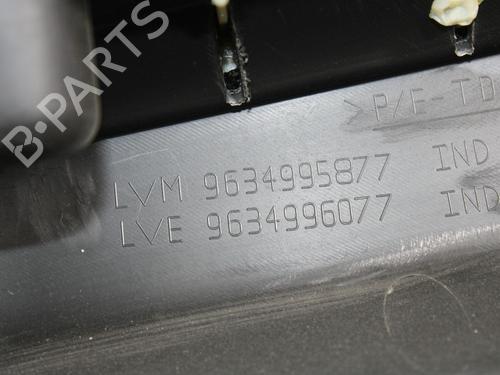 B-PARTS
>P/E-TD
LVM 9634995877 IND
LVE 9634996077 IND